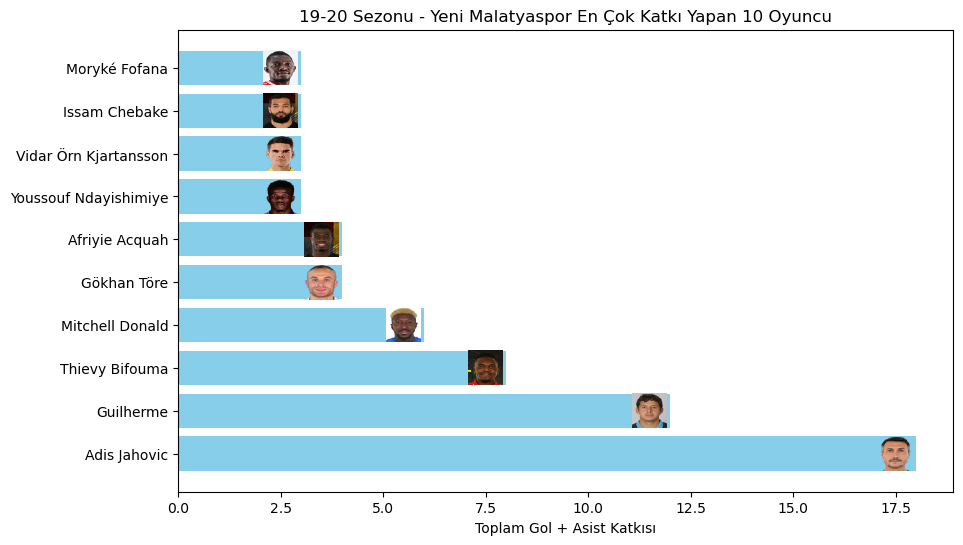 19-20 Sezonu - Yeni Malatyaspor En Çok Katkı Yapan 10 Oyuncu
Moryké Fofana
Issam Chebake
Vidar Örn Kjartansson
Youssouf Ndayishimiye
Afriyie Acquah
Gökhan Töre
Mitchell Donald
Thievy Bifouma
Guilherme
Adis Jahovic
0.0 2.5 5.0 7.5 10.0 12.5 15.0 17.5
Toplam Gol + Asist Katkısı